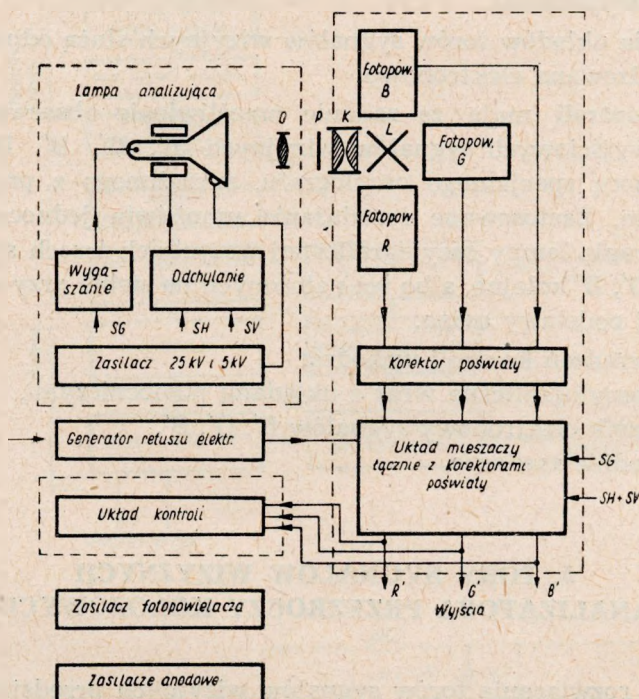 Fotopow.
B
Lampa analizująca
O P K L
Fotopow.
G
Fotopow.
R
Wyga-
szanie
Odchylanie
SG SH SV
Zasilacz 25 kV i 5 kV
Korektor poświaty
Generator retuszu elektr.
Układ mieszaczy
łącznie z korektorami
poświaty
SG
SH + SV
Układ kontroli
R' G' B'
Wyjścia
Zasilacz fotopowielacza
Zasilacze anodowe